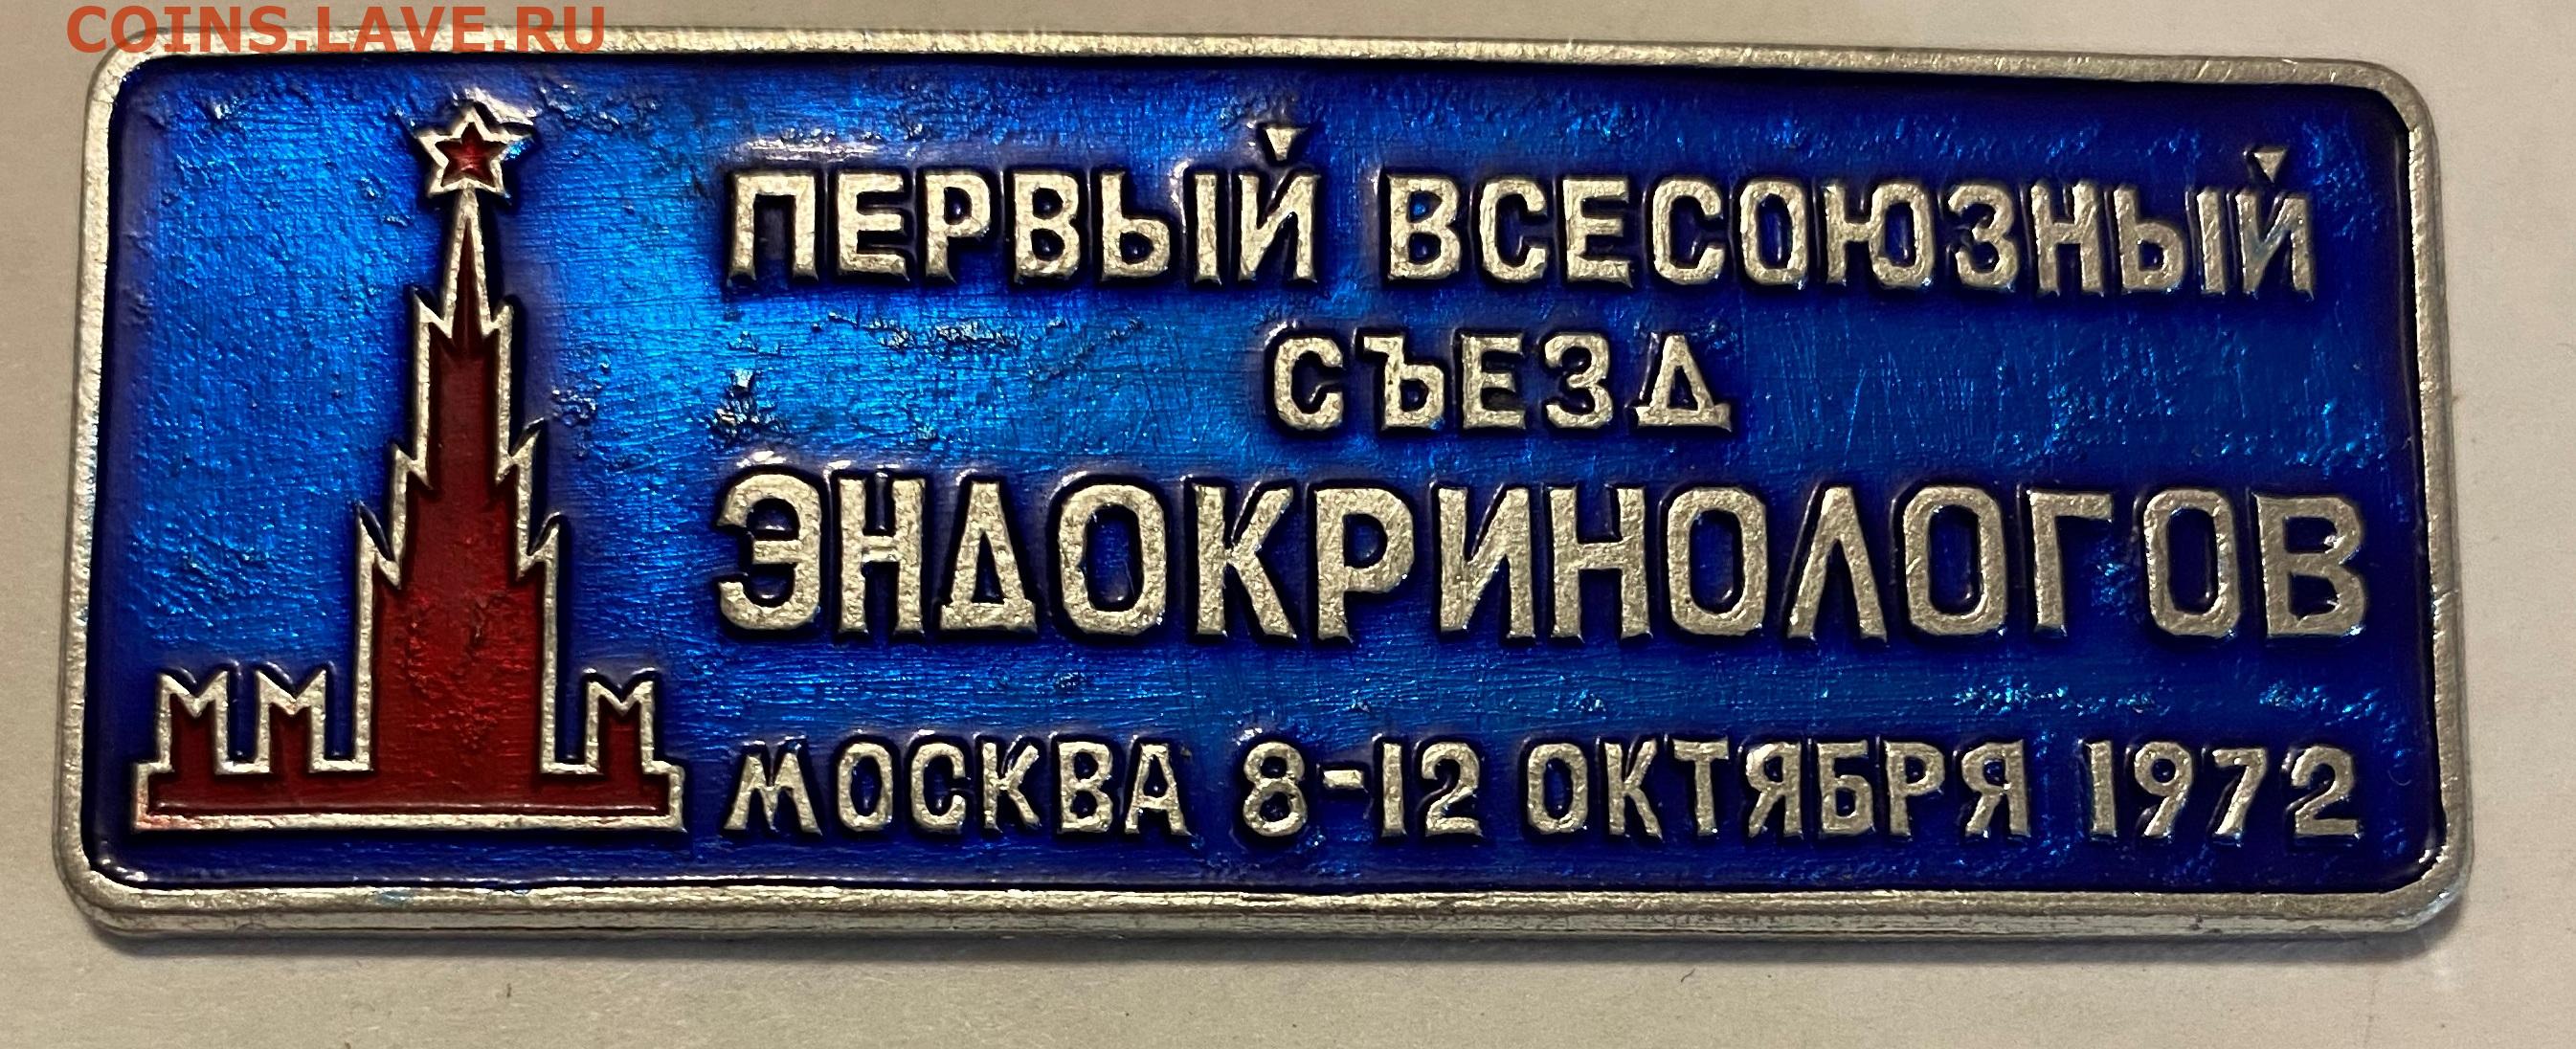 COINS.LAVE.RU
ПЕРВЫЙ ВСЕСОЮЗНЫЙ
СЪЕЗД
ЭНДОКРИНОЛОГОВ
МОСКВА 8-12 ОКТЯБРЯ 1972